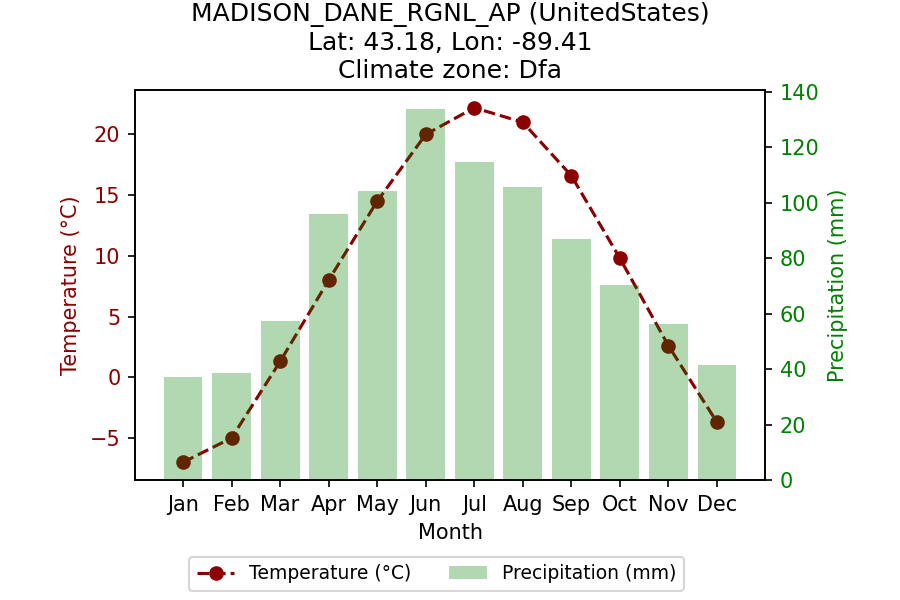 MADISON_DANE_RGNL_AP (UnitedStates)
Lat: 43.18, Lon: -89.41
Climate zone: Dfa
Temperature (°C)
20
15
10
5
0
−5
140
120
100
80
60
40
20
0
Precipitation (mm)
Jan Feb Mar Apr May Jun Jul Aug Sep Oct Nov Dec
Month
Temperature (°C) Precipitation (mm)